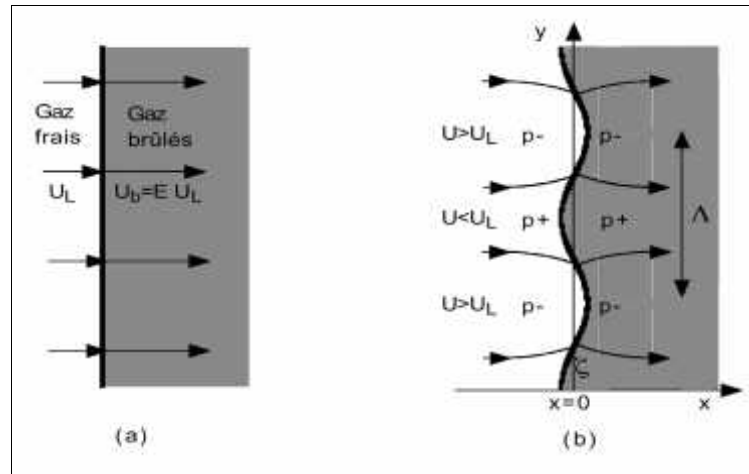 Gaz
frais
Gaz
brûlés
U_L
U_b=E U_L
(a)
y
U>U_L p- p-
U<U_L p+ p+
Λ
U>U_L p- p-
ζ
x=0
x
(b)